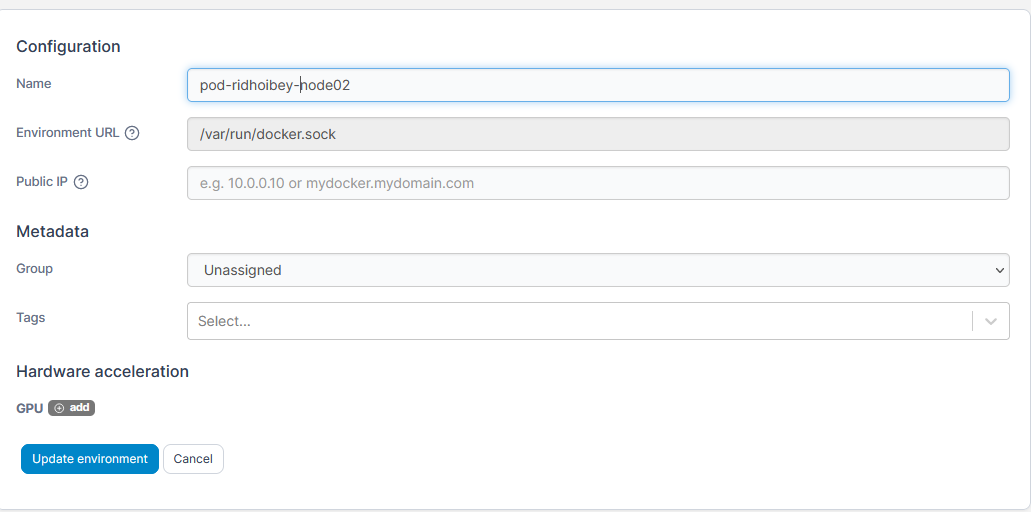 Configuration
Name
pod-ridhoibey-node02
Environment URL
/var/run/docker.sock
Public IP
e.g. 10.0.0.10 or mydocker.mydomain.com
Metadata
Group
Unassigned
Tags
Select...
Hardware acceleration
GPU add
Update environment Cancel